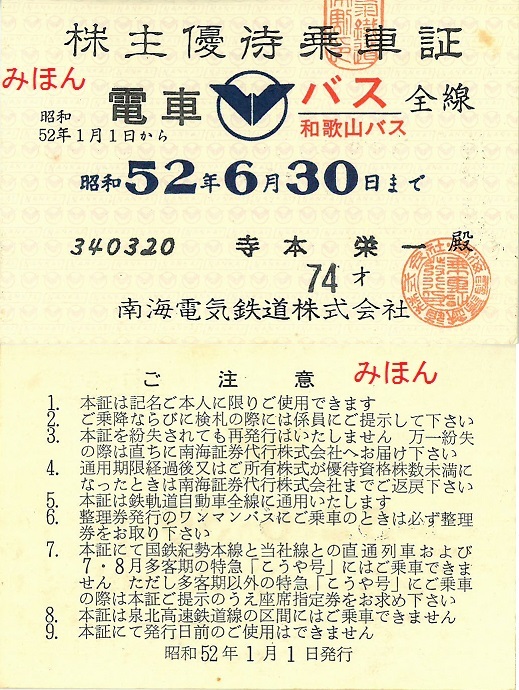 株主優待乗車証
みほん
電車 バス 全線
和歌山バス
昭和
52年1月1日から
昭和52年6月30日まで
340320 寺本 栄一殿
74才
南海電気鉄道株式会社
ご注意 みほん
1. 本証は記名ご本人に限りご使用できます
2. ご乗降ならびに検札の際には係員にご提示して下さい
3. 本証を紛失されても再発行はいたしません 万一紛失
の際は直ちに南海証券代行株式会社へお届け下さい
4. 通用期限経過後又はご所有株式が優待資格株数未満に
なったときは南海証券代行株式会社までご返戻下さい
5. 本証は鉄軌道自動車全線に通用いたします
6. 整理券発行のワンマンバスにご乗車のときは必ず整理
券をお取り下さい
7. 本証にて国鉄紀勢本線と当社線との直通列車および
7・8月多客期の特急「こうや号」にはご乗車できま
せん ただし多客期以外の特急「こうや号」にご乗車
の際は本証ご提示のうえ座席指定券をお求め下さい
8. 本証は泉北高速鉄道線の区間にはご乗車できません
9. 本証にて発行日前のご使用はできません
昭和52年1月1日発行